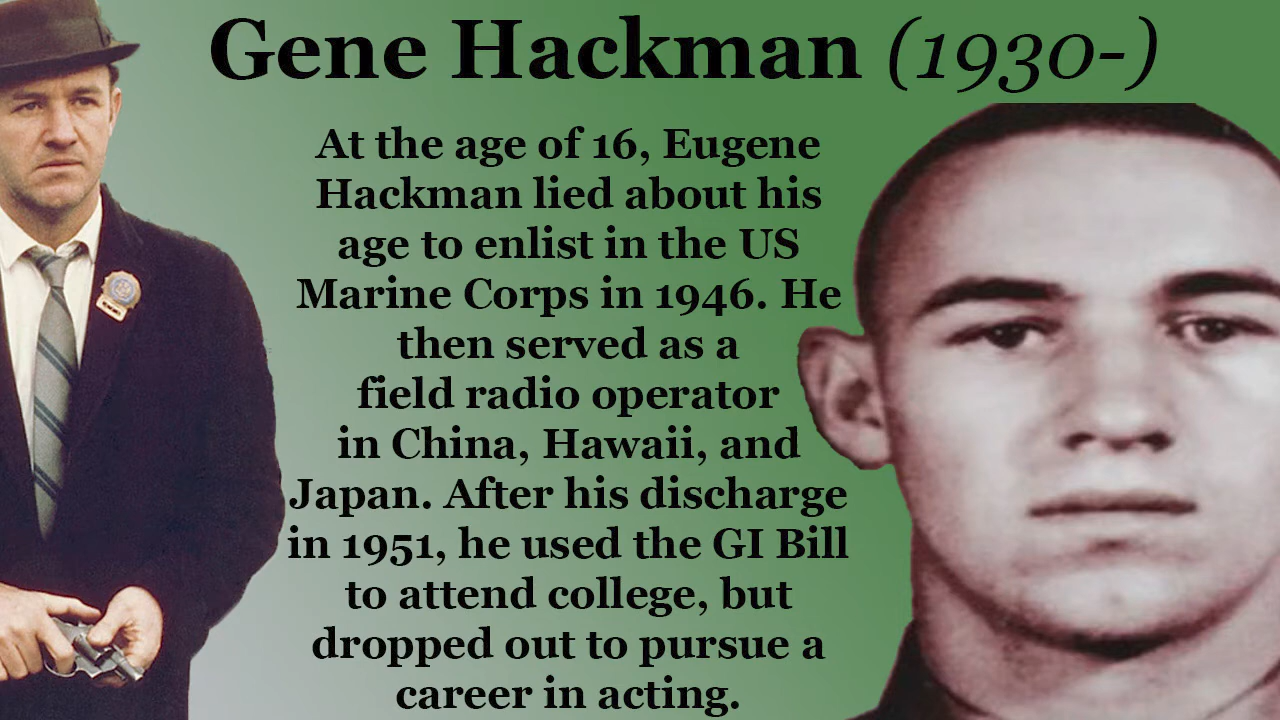 Gene Hackman (1930-)
At the age of 16, Eugene
Hackman lied about his
age to enlist in the US
Marine Corps in 1946. He
then served as a
field radio operator
in China, Hawaii, and
Japan. After his discharge
in 1951, he used the GI Bill
to attend college, but
dropped out to pursue a
career in acting.